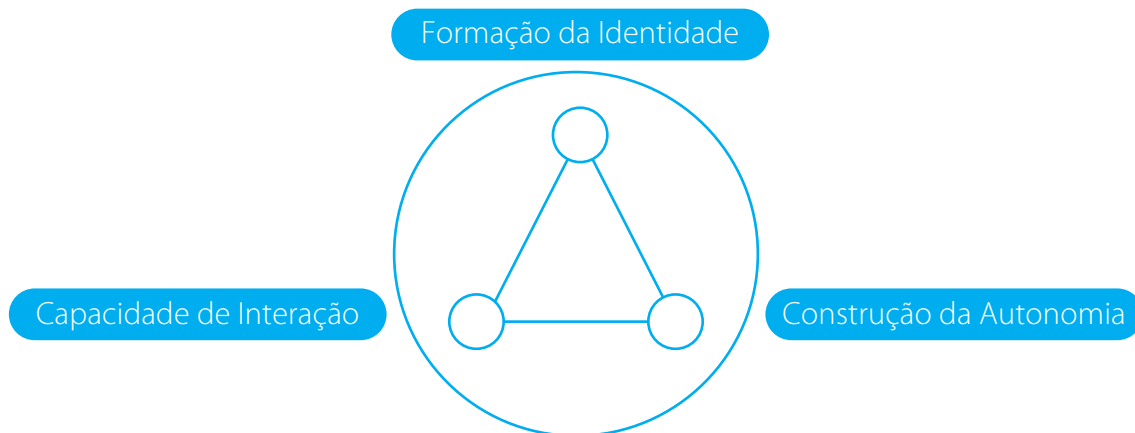 Formação da Identidade
Capacidade de Interação
Construção da Autonomia